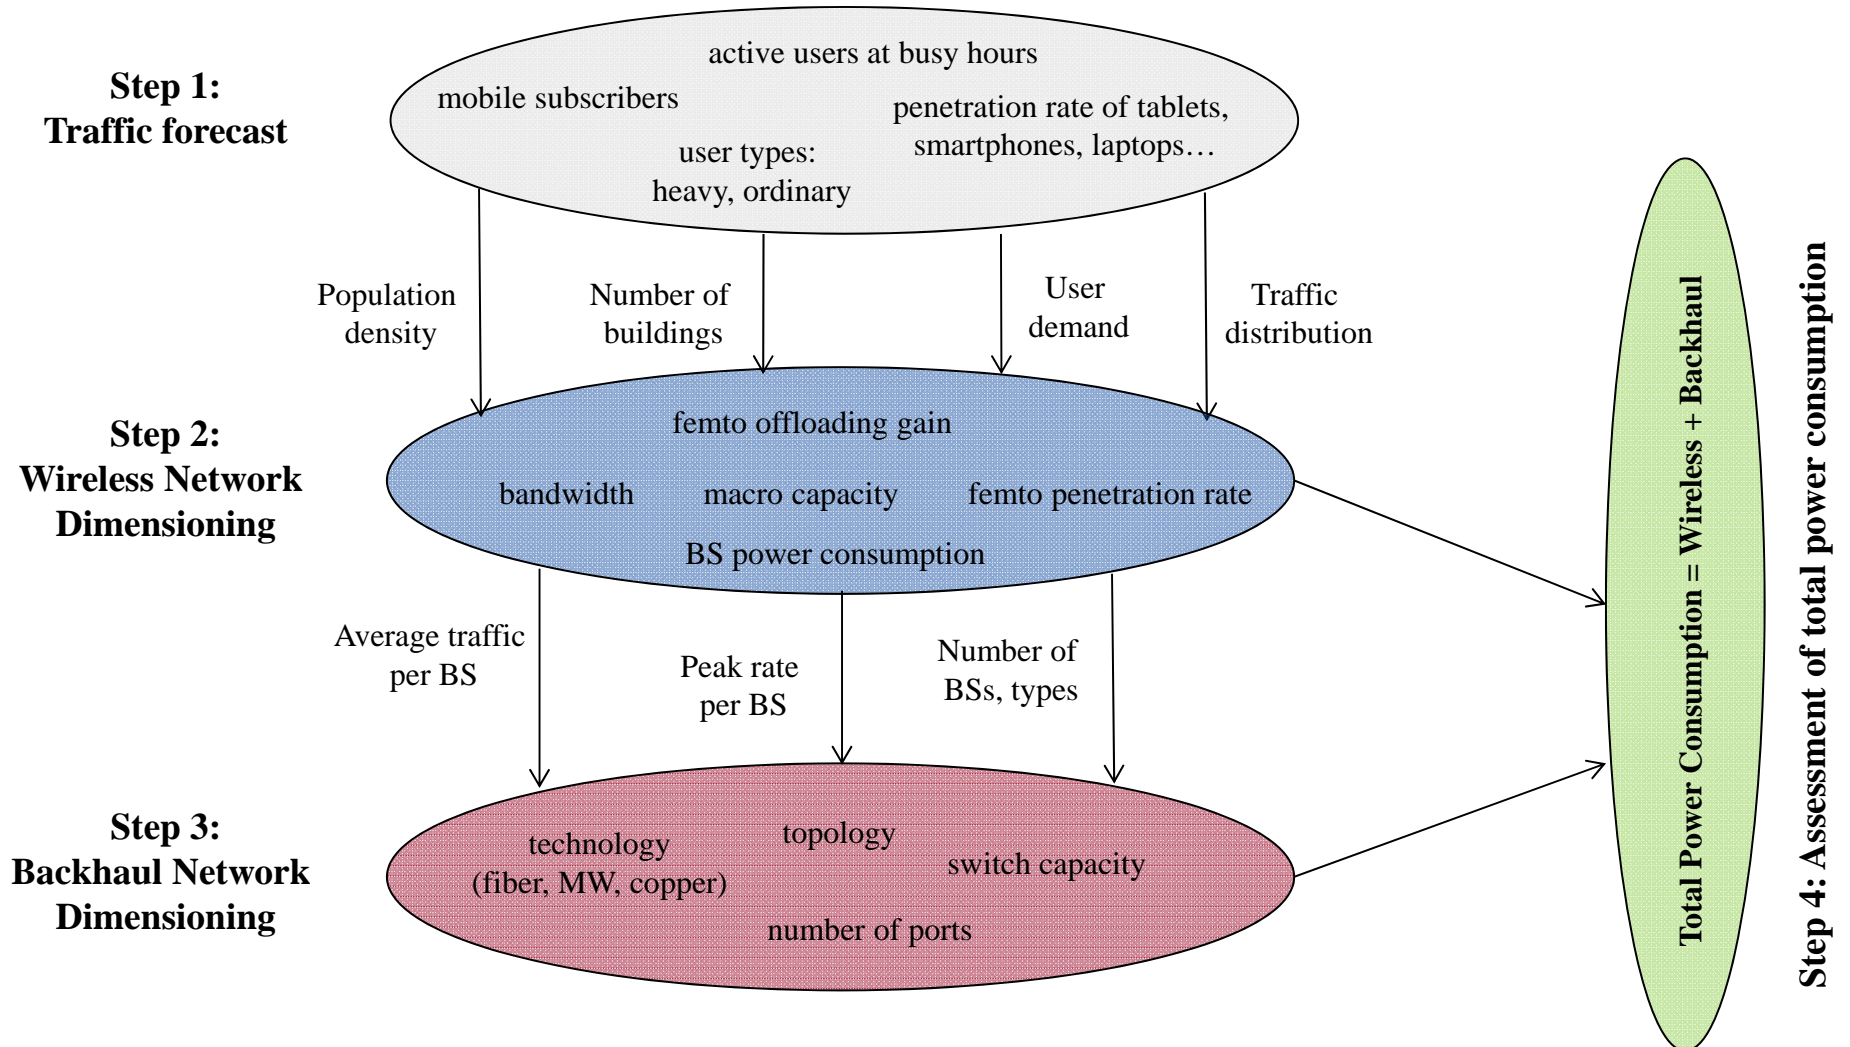 Step 1:
Traffic forecast
active users at busy hours
mobile subscribers
penetration rate of tablets,
smartphones, laptops…
user types:
heavy, ordinary
Population
density
Number of
buildings
User
demand
Traffic
distribution
Step 2:
Wireless Network
Dimensioning
femto offloading gain
bandwidth
macro capacity
femto penetration rate
BS power consumption
Average traffic
per BS
Peak rate
per BS
Number of
BSs, types
Step 3:
Backhaul Network
Dimensioning
technology
(fiber, MW, copper)
topology
switch capacity
number of ports
Total Power Consumption = Wireless + Backhaul
Step 4: Assessment of total power consumption